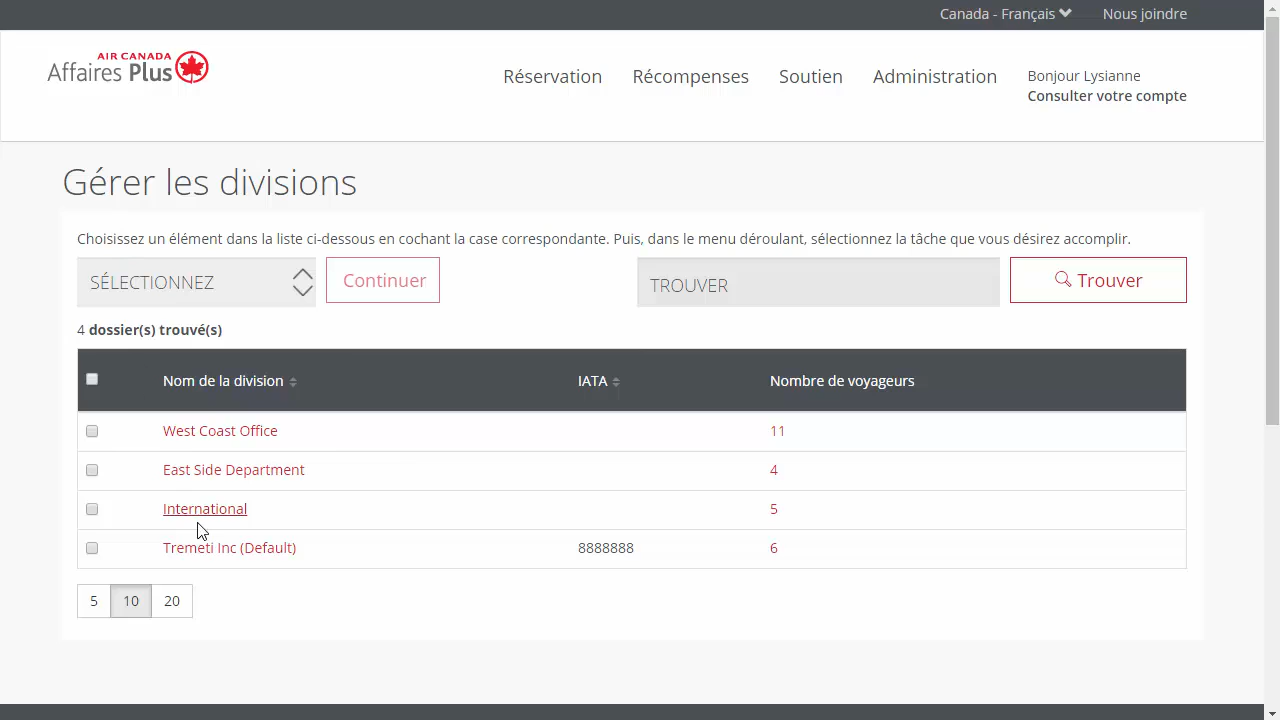 Canada - Français Nous joindre
AIR CANADA
Affaires Plus
Réservation Récompenses Soutien Administration
Bonjour Lysianne
Consulter votre compte
Gérer les divisions
Choisissez un élément dans la liste ci-dessous en cochant la case correspondante. Puis, dans le menu déroulant, sélectionnez la tâche que vous désirez accomplir.
SÉLECTIONNEZ Continuer TROUVER Trouver
4 dossier(s) trouvé(s)
Nom de la division IATA Nombre de voyageurs
West Coast Office 11
East Side Department 4
International 5
Tremeti Inc (Default) 8888888 6
5 10 20